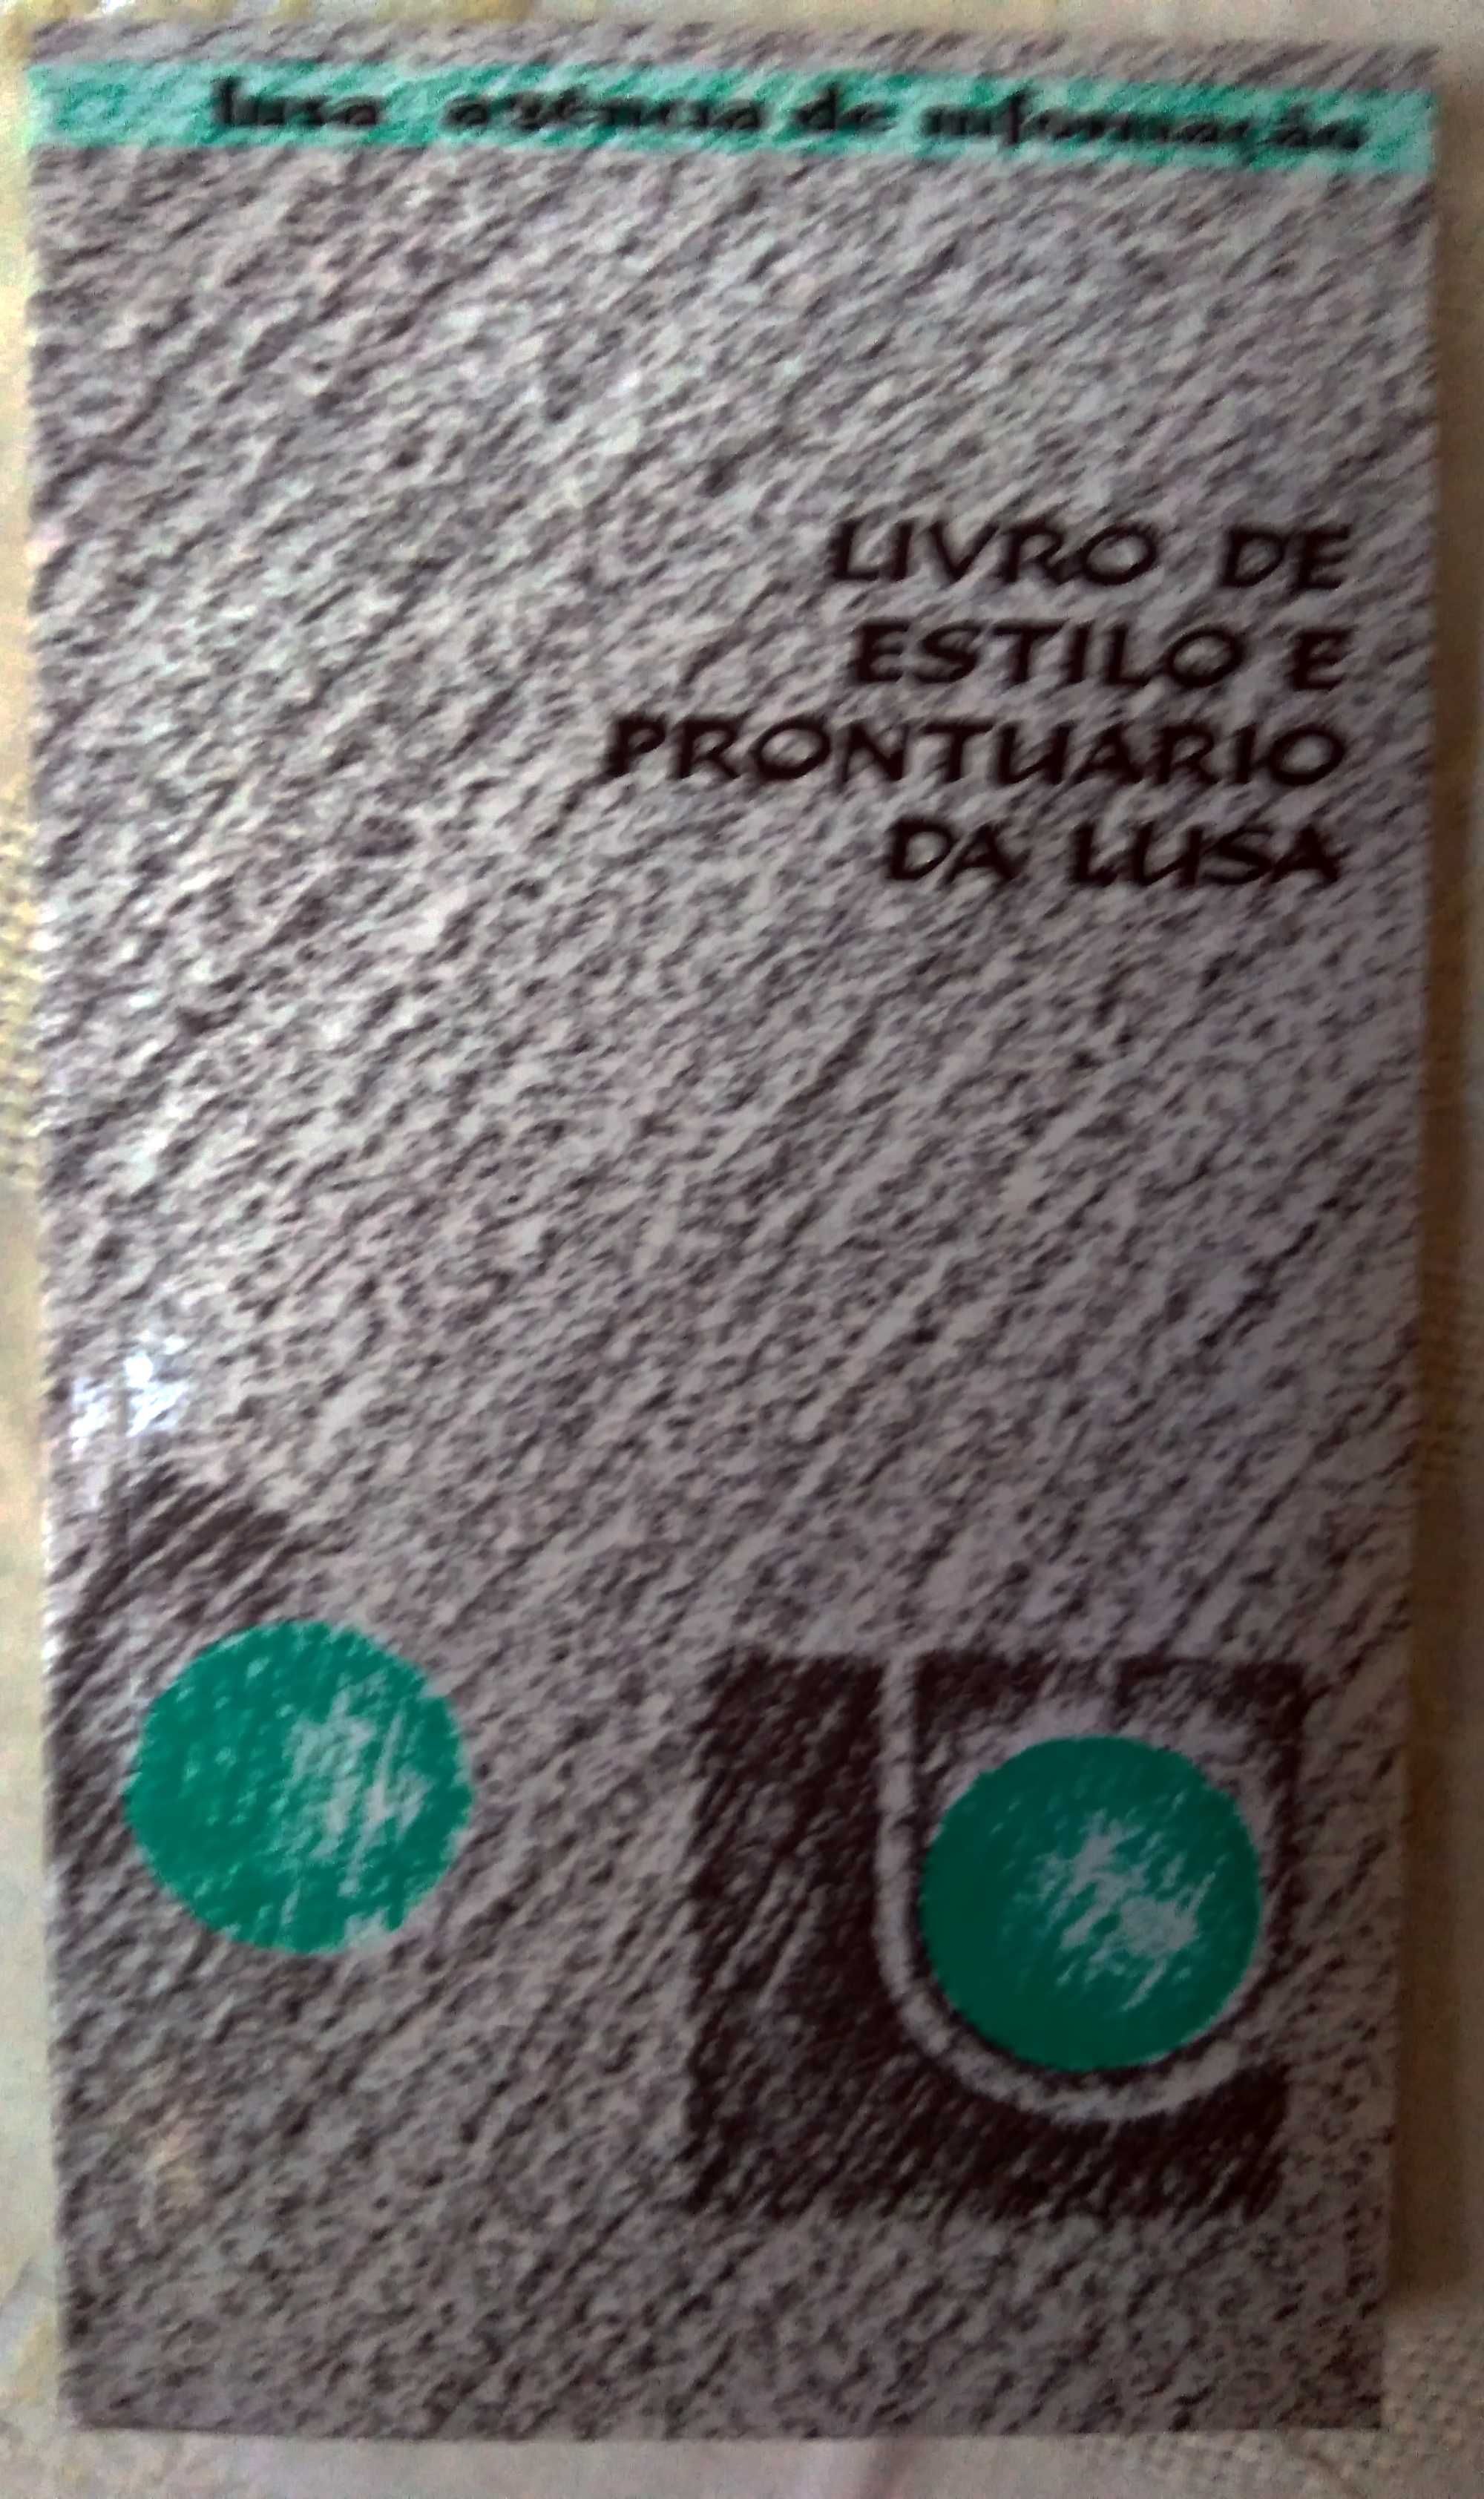 lusa agência de informação
LIVRO DE
ESTILO E
PRONTUÁRIO
DA LUSA